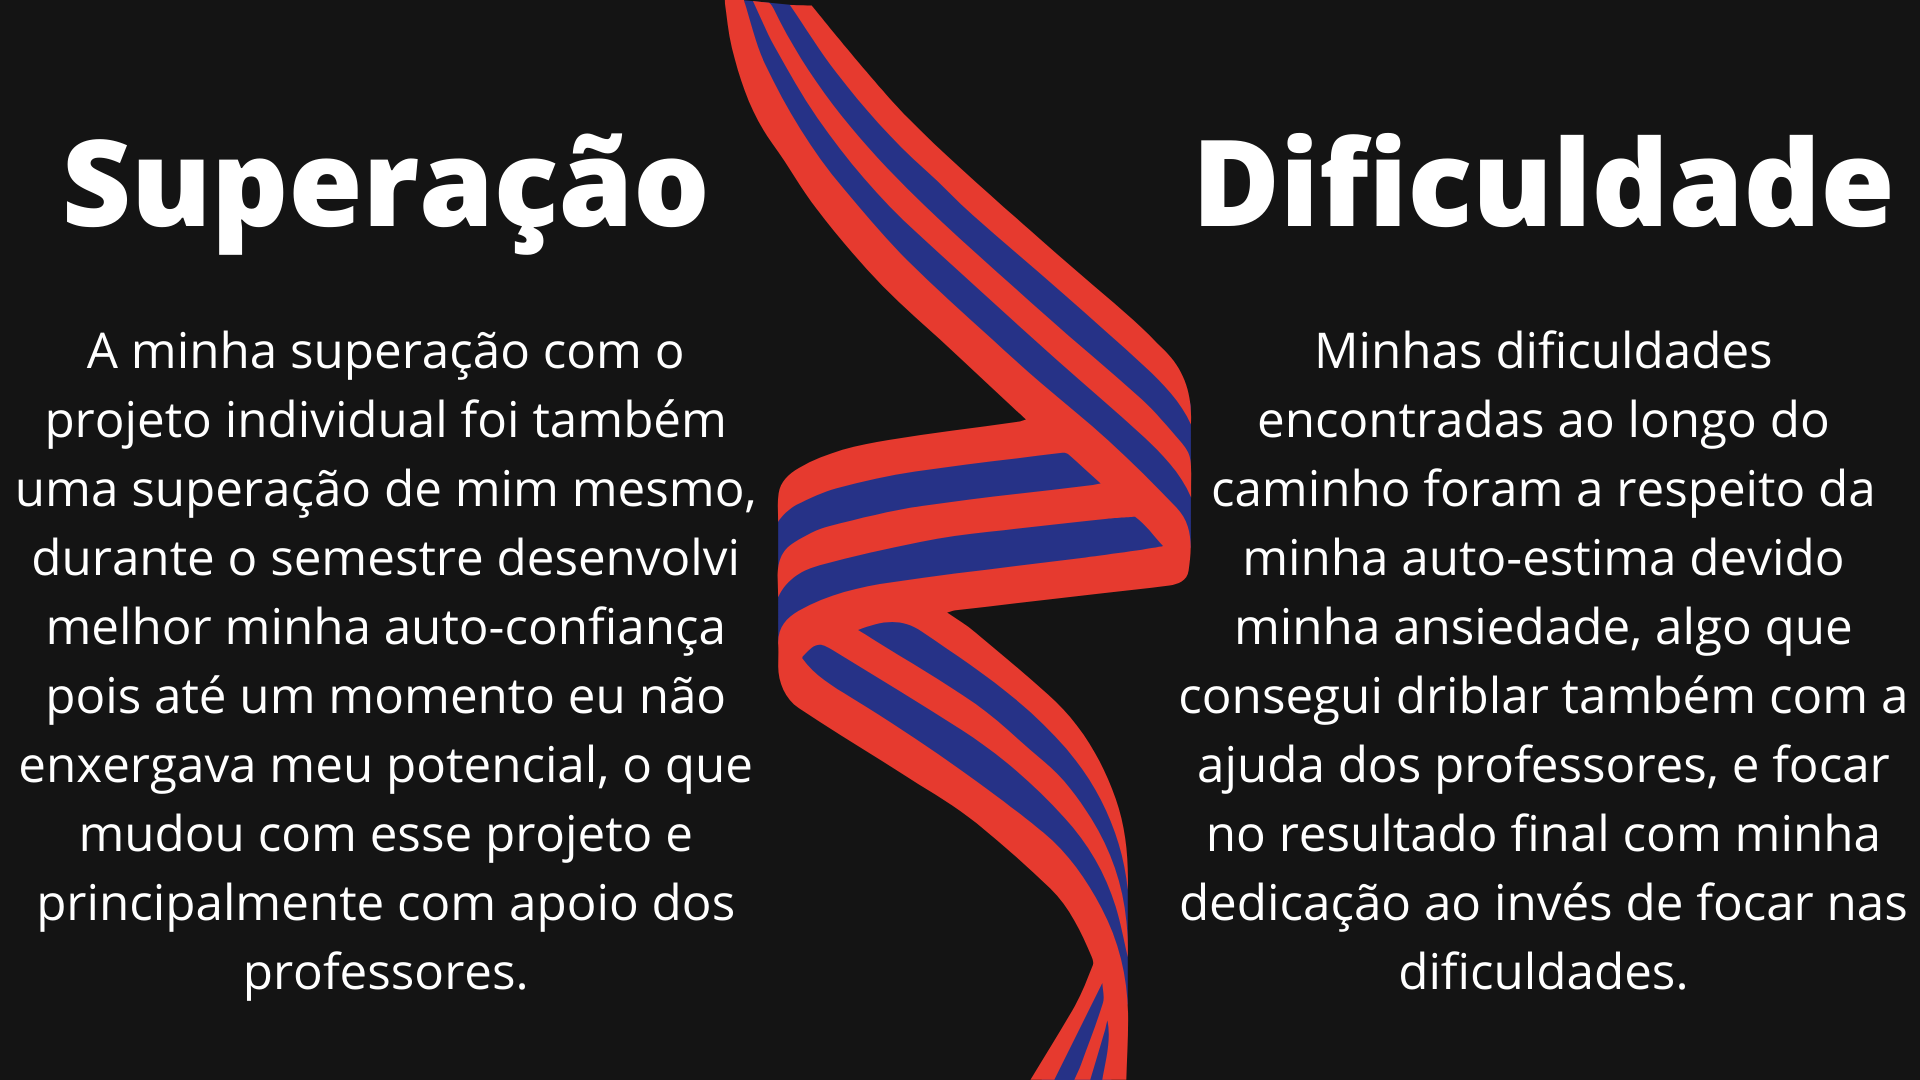 Superação
A minha superação com o
projeto individual foi também
uma superação de mim mesmo,
durante o semestre desenvolvi
melhor minha auto-confiança
pois até um momento eu não
enxergava meu potencial, o que
mudou com esse projeto e
principalmente com apoio dos
professores.
Dificuldade
Minhas dificuldades
encontradas ao longo do
caminho foram a respeito da
minha auto-estima devido
minha ansiedade, algo que
consegui driblar também com a
ajuda dos professores, e focar
no resultado final com minha
dedicação ao invés de focar nas
dificuldades.